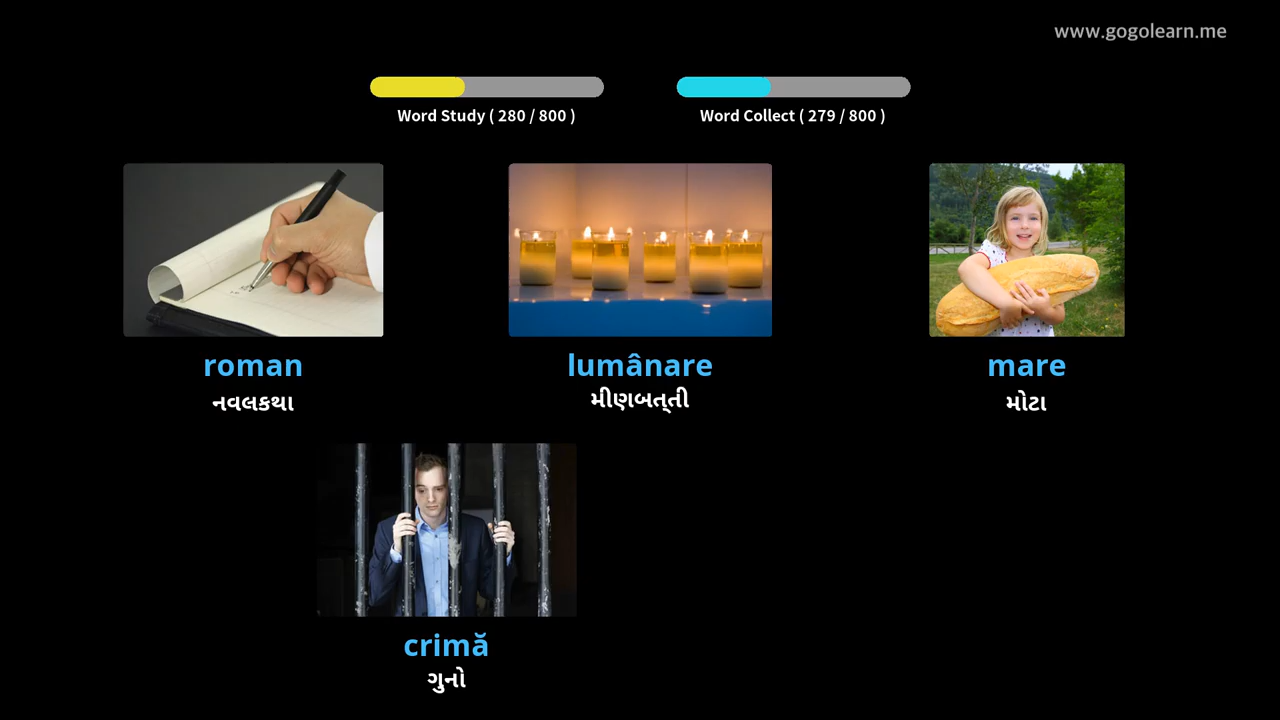 www.gogolearn.me
Word Study ( 280 / 800 )
Word Collect ( 279 / 800 )
roman
નવલકથા
lumânare
મીણબત્તી
mare
મોટા
crimă
ગુનો